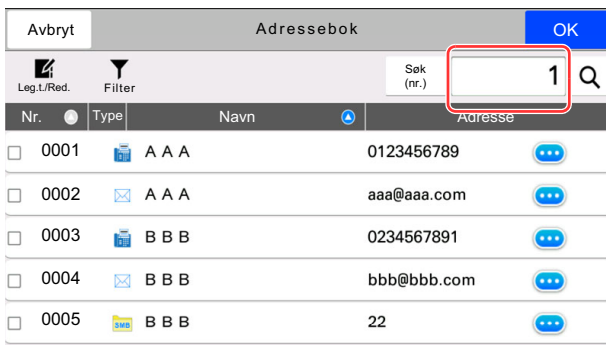 Avbryt Adressebok OK
Leg.t./Red. Filter Søk (nr.) 1
Nr. Type Navn Adresse
0001 A A A 0123456789
0002 A A A aaa@aaa.com
0003 B B B 0234567891
0004 B B B bbb@bbb.com
0005 SMB B B B 22